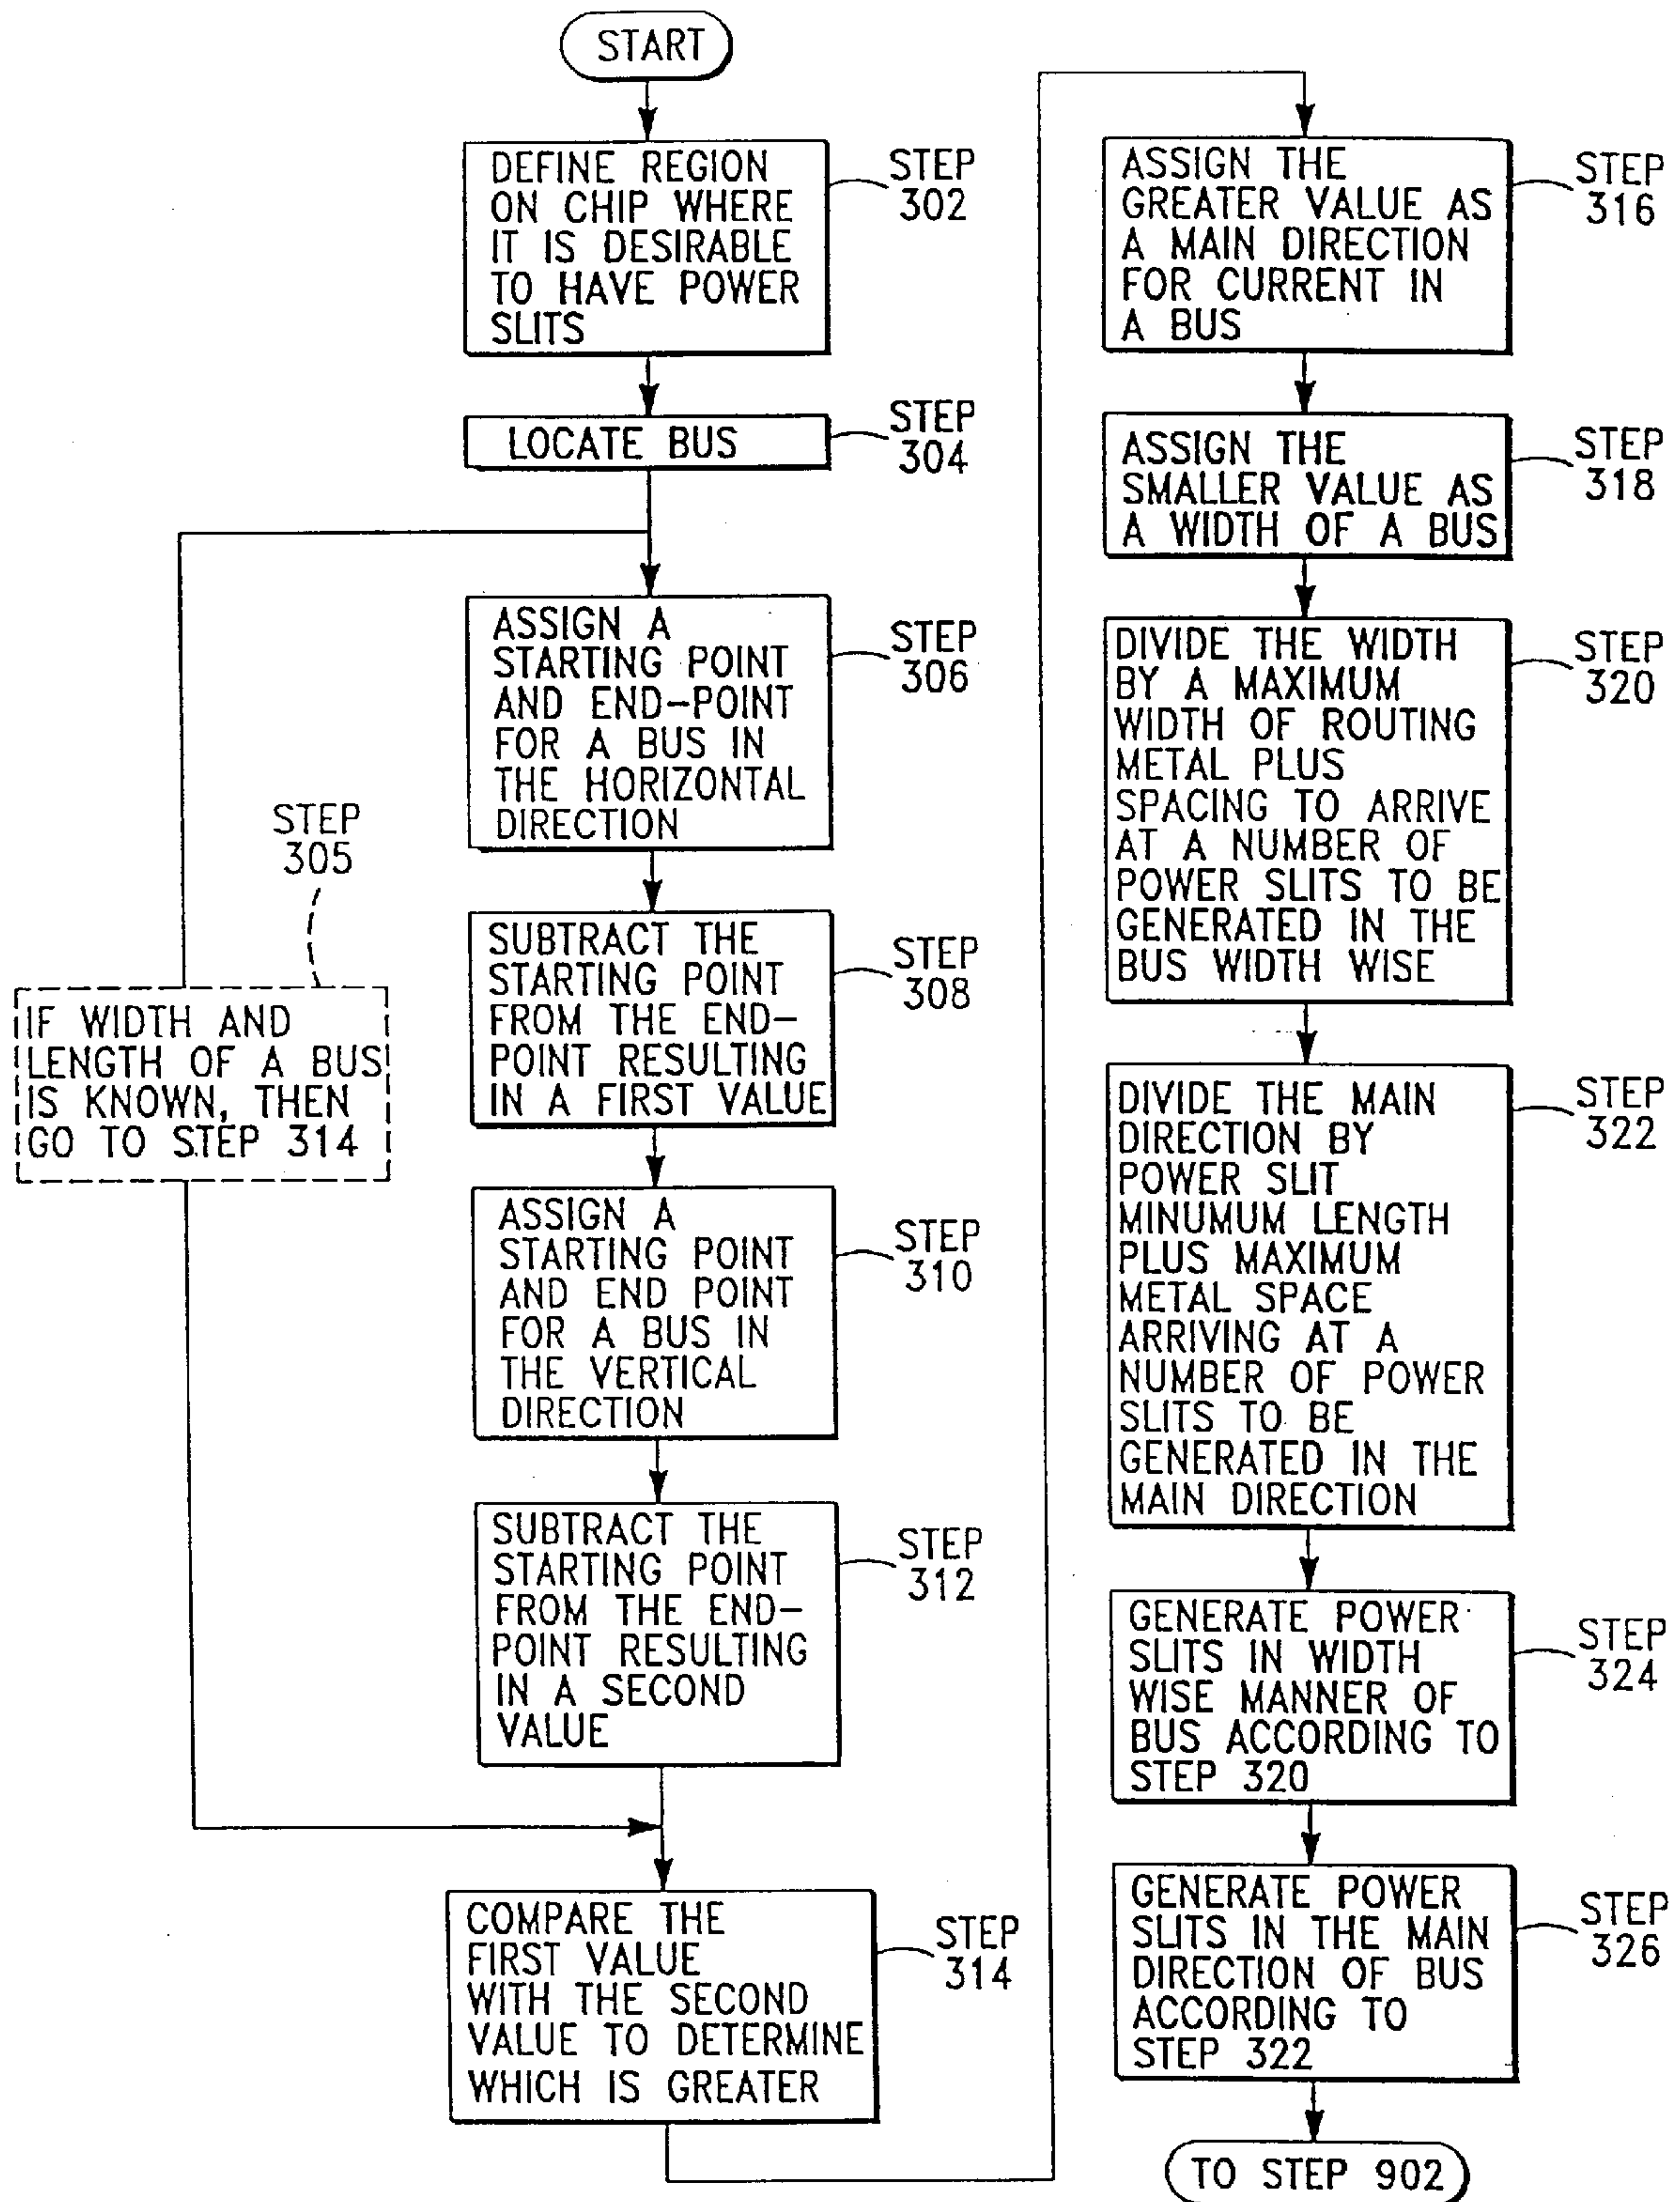 START
DEFINE REGION
ON CHIP WHERE
IT IS DESIRABLE
TO HAVE POWER
SLITS
STEP
302
LOCATE BUS
STEP
304
STEP
305
IF WIDTH AND
LENGTH OF A BUS
IS KNOWN, THEN
GO TO STEP 314
ASSIGN A
STARTING POINT
AND END-POINT
FOR A BUS IN
THE HORIZONTAL
DIRECTION
STEP
306
SUBTRACT THE
STARTING POINT
FROM THE END-
POINT RESULTING
IN A FIRST VALUE
STEP
308
ASSIGN A
STARTING POINT
AND END POINT
FOR A BUS IN
THE VERTICAL
DIRECTION
STEP
310
SUBTRACT THE
STARTING POINT
FROM THE END-
POINT RESULTING
IN A SECOND
VALUE
STEP
312
COMPARE THE
FIRST VALUE
WITH THE SECOND
VALUE TO DETERMINE
WHICH IS GREATER
STEP
314
ASSIGN THE
GREATER VALUE AS
A MAIN DIRECTION
FOR CURRENT IN
A BUS
STEP
316
ASSIGN THE
SMALLER VALUE AS
A WIDTH OF A BUS
STEP
318
DIVIDE THE WIDTH
BY A MAXIMUM
WIDTH OF ROUTING
METAL PLUS
SPACING TO ARRIVE
AT A NUMBER OF
POWER SLITS TO BE
GENERATED IN THE
BUS WIDTH WISE
STEP
320
DIVIDE THE MAIN
DIRECTION BY
POWER SLIT
MINUMUM LENGTH
PLUS MAXIMUM
METAL SPACE
ARRIVING AT A
NUMBER OF POWER
SLITS TO BE
GENERATED IN THE
MAIN DIRECTION
STEP
322
GENERATE POWER
SLITS IN WIDTH
WISE MANNER OF
BUS ACCORDING TO
STEP 320
STEP
324
GENERATE POWER
SLITS IN THE MAIN
DIRECTION OF BUS
ACCORDING TO
STEP 322
STEP
326
TO STEP 902